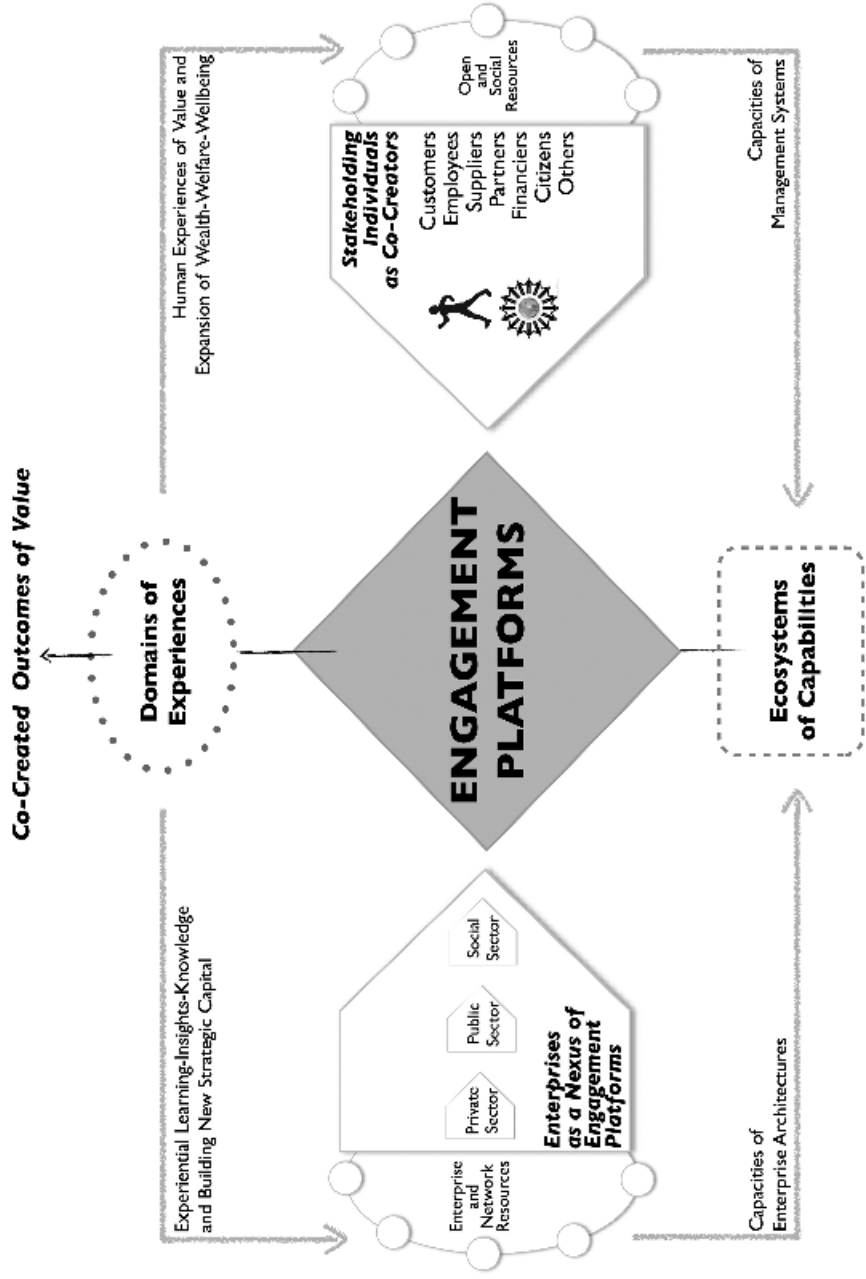 Co-Created Outcomes of Value
Experiential Learning-Insights-Knowledge
and Building New Strategic Capital
Domains of
Experiences
Human Experiences of Value and
Expansion of Wealth-Welfare-Wellbeing
Enterprise
and
Network
Resources
Private
Sector
Public
Sector
Social
Sector
Enterprises
as a Nexus of
Engagement
Platforms
ENGAGEMENT
PLATFORMS
Stakeholding
Individuals
as Co-Creators
Customers
Employees
Suppliers
Partners
Financiers
Citizens
Others
Open
and
Social
Resources
Capacities of
Enterprise Architectures
Ecosystems
of Capabilities
Capacities of
Management Systems